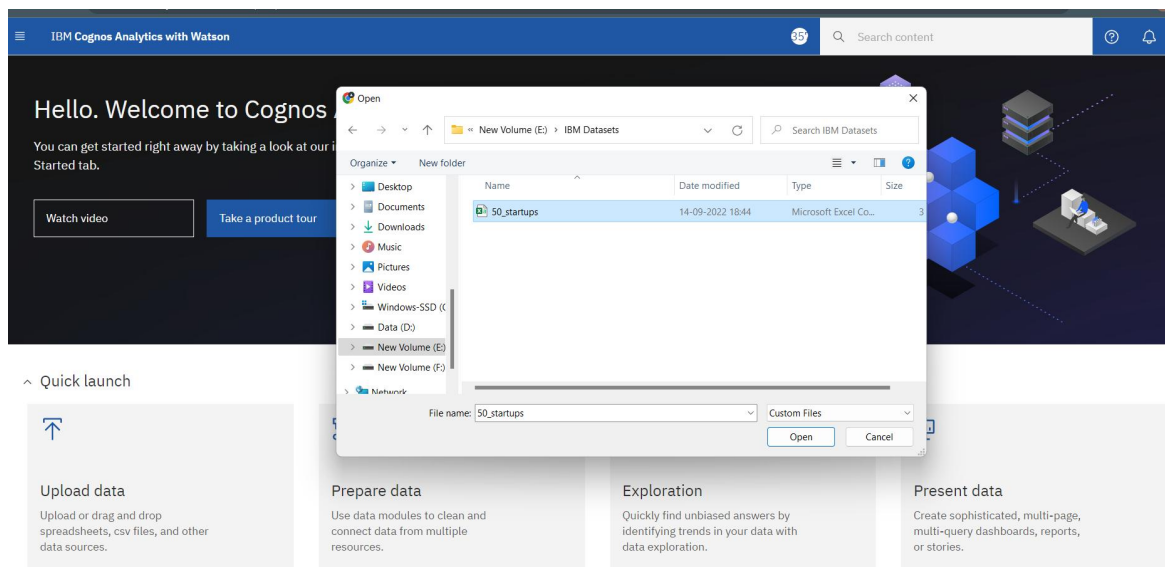 IBM Cognos Analytics with Watson
35'
Search content
Hello. Welcome to Cognos
You can get started right away by taking a look at our
Started tab.
Watch video
Take a product tour
Open
« New Volume (E:) > IBM Datasets
Search IBM Datasets
Organize
New folder
Name
Date modified
Type
Size
Desktop
Documents
Downloads
Music
Pictures
Videos
Windows-SSD (
Data (D:)
New Volume (E:)
New Volume (F:)
Network
50_startups
14-09-2022 18:44
Microsoft Excel Co...
3
File name:
50_startups
Custom Files
Open
Cancel
Quick launch
Upload data
Upload or drag and drop
spreadsheets, csv files, and other
data sources.
Prepare data
Use data modules to clean and
connect data from multiple
resources.
Exploration
Quickly find unbiased answers by
identifying trends in your data with
data exploration.
Present data
Create sophisticated, multi-page,
multi-query dashboards, reports,
or stories.